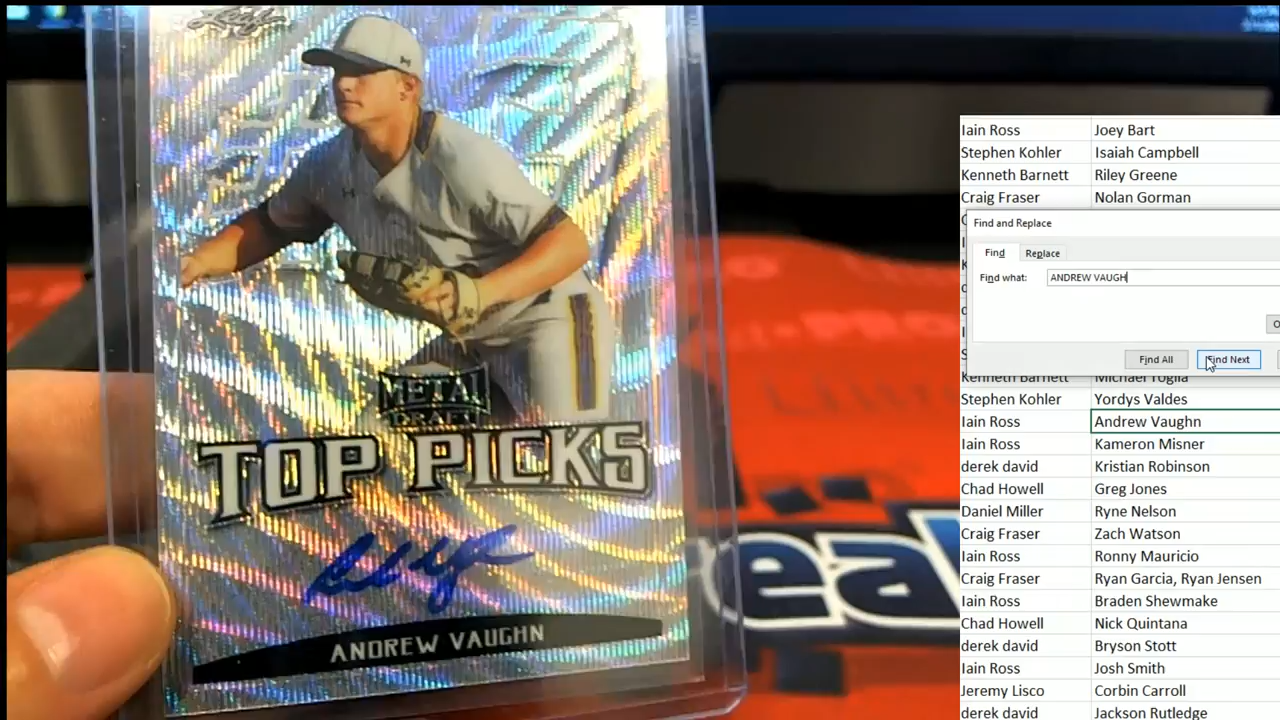 Leaf
METAL
DRAFT
TOP PICKS
ANDREW VAUGHN
Iain Ross Joey Bart
Stephen Kohler Isaiah Campbell
Kenneth Barnett Riley Greene
Craig Fraser Nolan Gorman
Find and Replace
Find Replace
Find what: ANDREW VAUGH
Find All Find Next
Kenneth Barnett Michael Toglia
Stephen Kohler Yordys Valdes
Iain Ross Andrew Vaughn
Iain Ross Kameron Misner
derek david Kristian Robinson
Chad Howell Greg Jones
Daniel Miller Ryne Nelson
Craig Fraser Zach Watson
Iain Ross Ronny Mauricio
Craig Fraser Ryan Garcia, Ryan Jensen
Iain Ross Braden Shewmake
Chad Howell Nick Quintana
derek david Bryson Stott
Iain Ross Josh Smith
Jeremy Lisco Corbin Carroll
derek david Jackson Rutledge